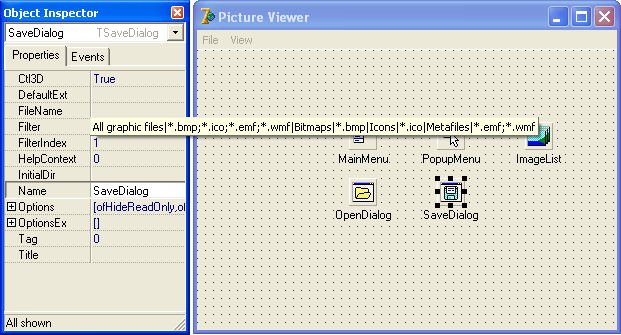 Object Inspector
SaveDialog TSaveDialog
Properties Events
Ctl3D True
DefaultExt
FileName
Filter All graphic files|*.bmp;*.ico;*.emf;*.wmf|Bitmaps|*.bmp|Icons|*.ico|Metafiles|*.emf;*.wmf
FilterIndex 1
HelpContext 0
InitialDir
Name SaveDialog
Options [ofHideReadOnly,of
OptionsEx []
Tag 0
Title
All shown
Picture Viewer
File View
MainMenu PopupMenu ImageList
OpenDialog SaveDialog